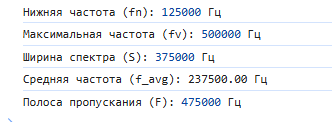 Нижняя частота (fn): 125000 Гц
Максимальная частота (fv): 500000 Гц
Ширина спектра (S): 375000 Гц
Средняя частота (f_avg): 237500.00 Гц
Полоса пропускания (F): 475000 Гц